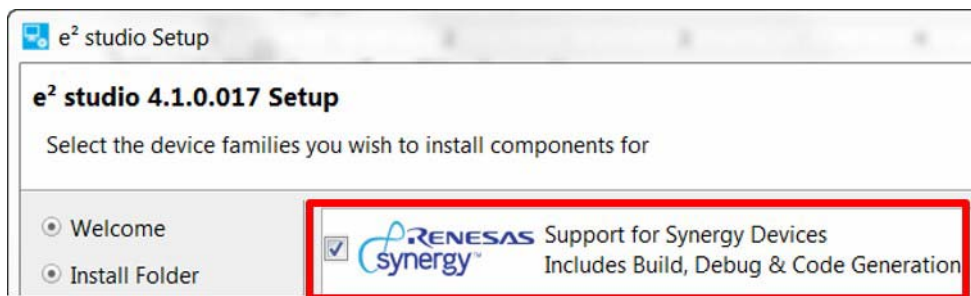 e² studio Setup
e² studio 4.1.0.017 Setup
Select the device families you wish to install components for
Welcome
Install Folder
RENESAS
synergy™
Support for Synergy Devices
Includes Build, Debug & Code Generation